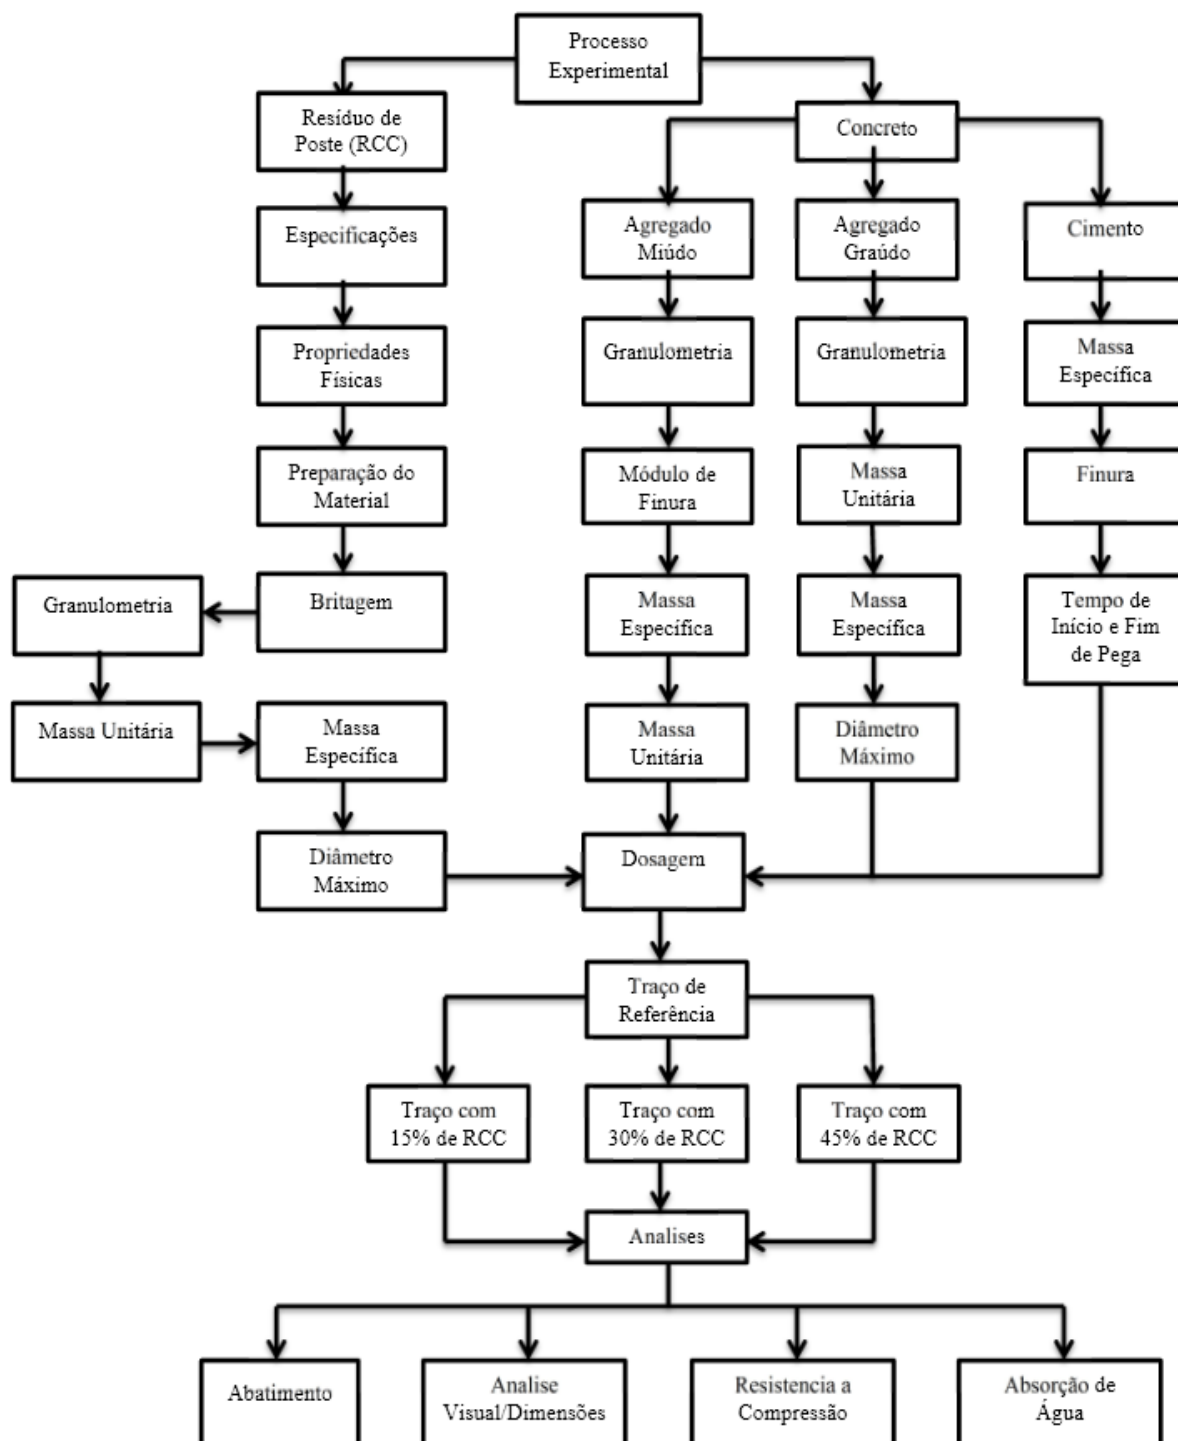 Processo
Experimental
Resíduo de
Poste (RCC)
Concreto
Especificações
Agregado
Miúdo
Agregado
Graúdo
Cimento
Propriedades
Físicas
Granulometria
Granulometria
Massa
Específica
Preparação do
Material
Módulo de
Finura
Massa
Unitária
Finura
Granulometria
Britagem
Massa
Específica
Massa
Específica
Tempo de
Início e Fim
de Pega
Massa Unitária
Massa
Específica
Massa
Unitária
Diâmetro
Máximo
Diâmetro
Máximo
Dosagem
Traço de
Referência
Traço com
15% de RCC
Traço com
30% de RCC
Traço com
45% de RCC
Analises
Abatimento
Analise
Visual/Dimensões
Resistencia a
Compressão
Absorção de
Água